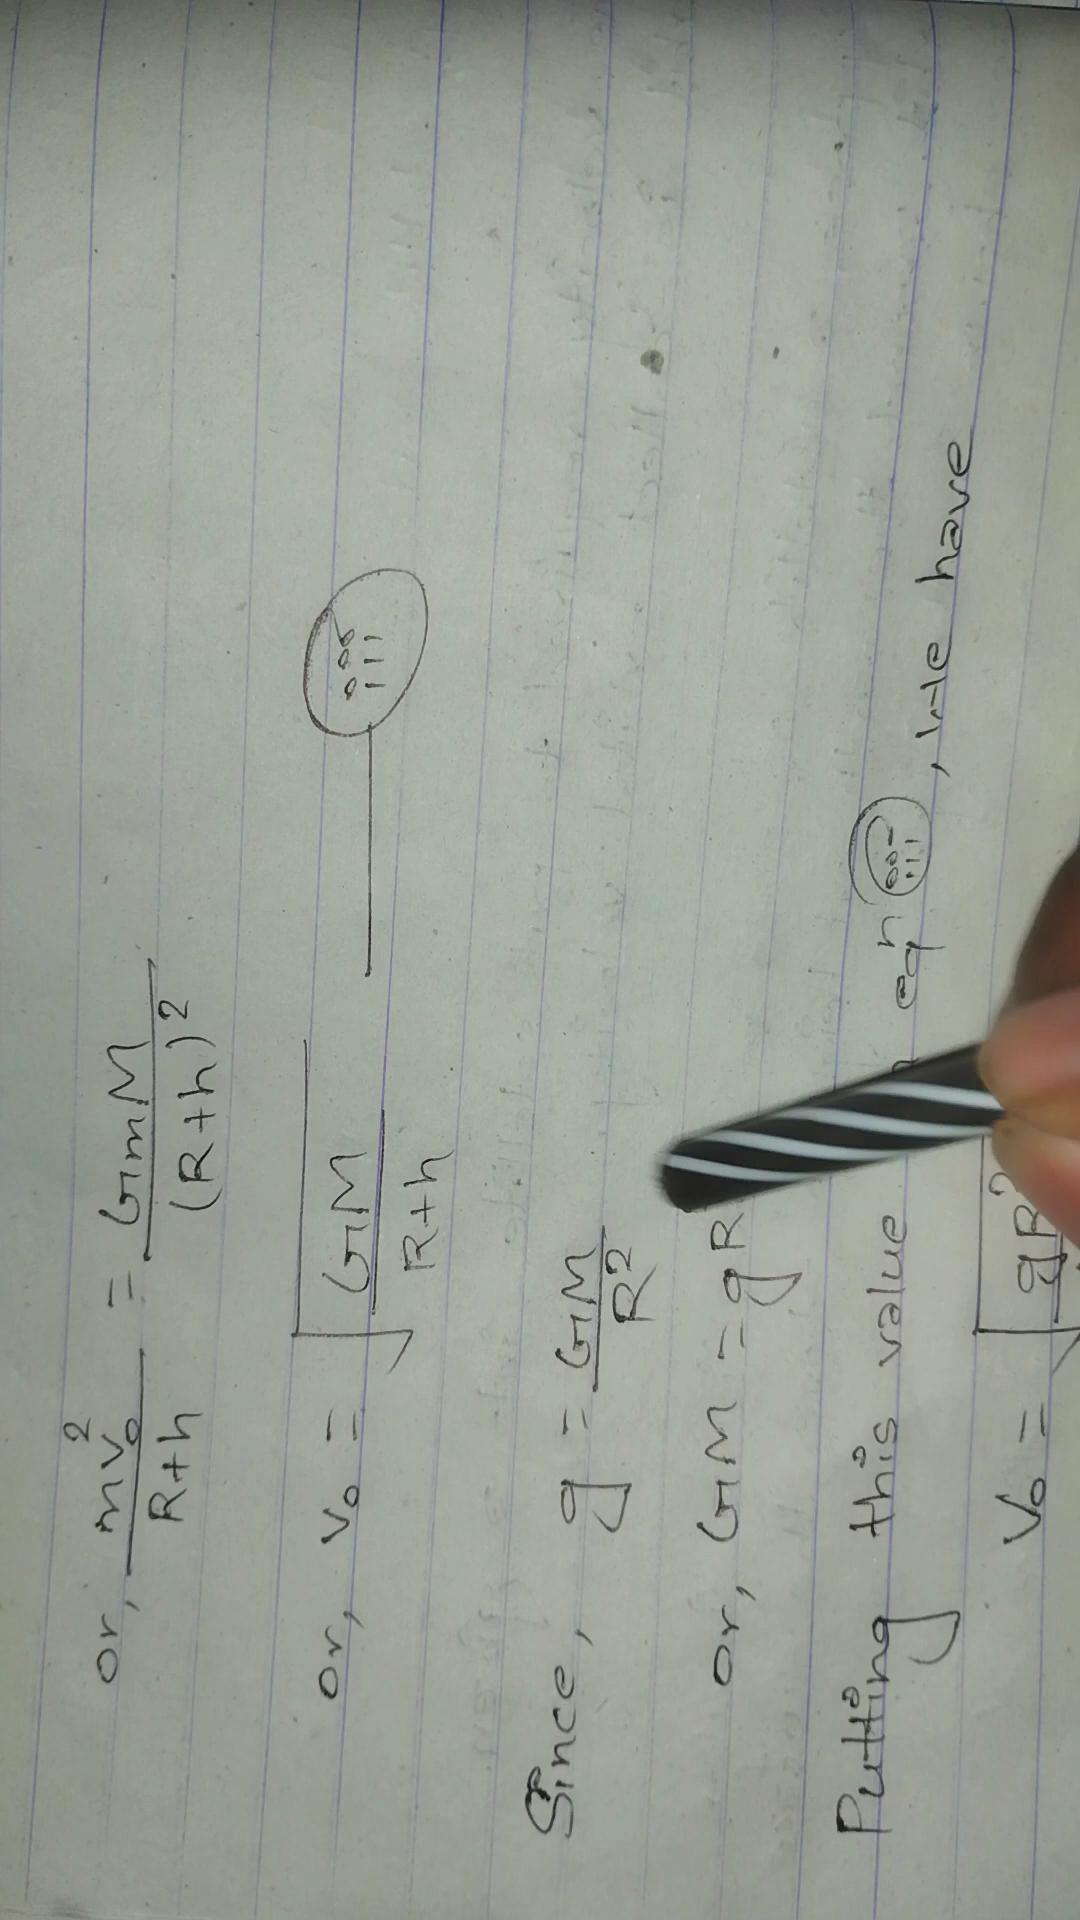 or, mv₀²/(R+h) = GmM/(R+h)²
or, v₀ = √(GM/(R+h)) — (iii)
Since, g = GM/R²
or, GM = gR
Putting this value eqn (iii), we have
v₀ = √(gR²